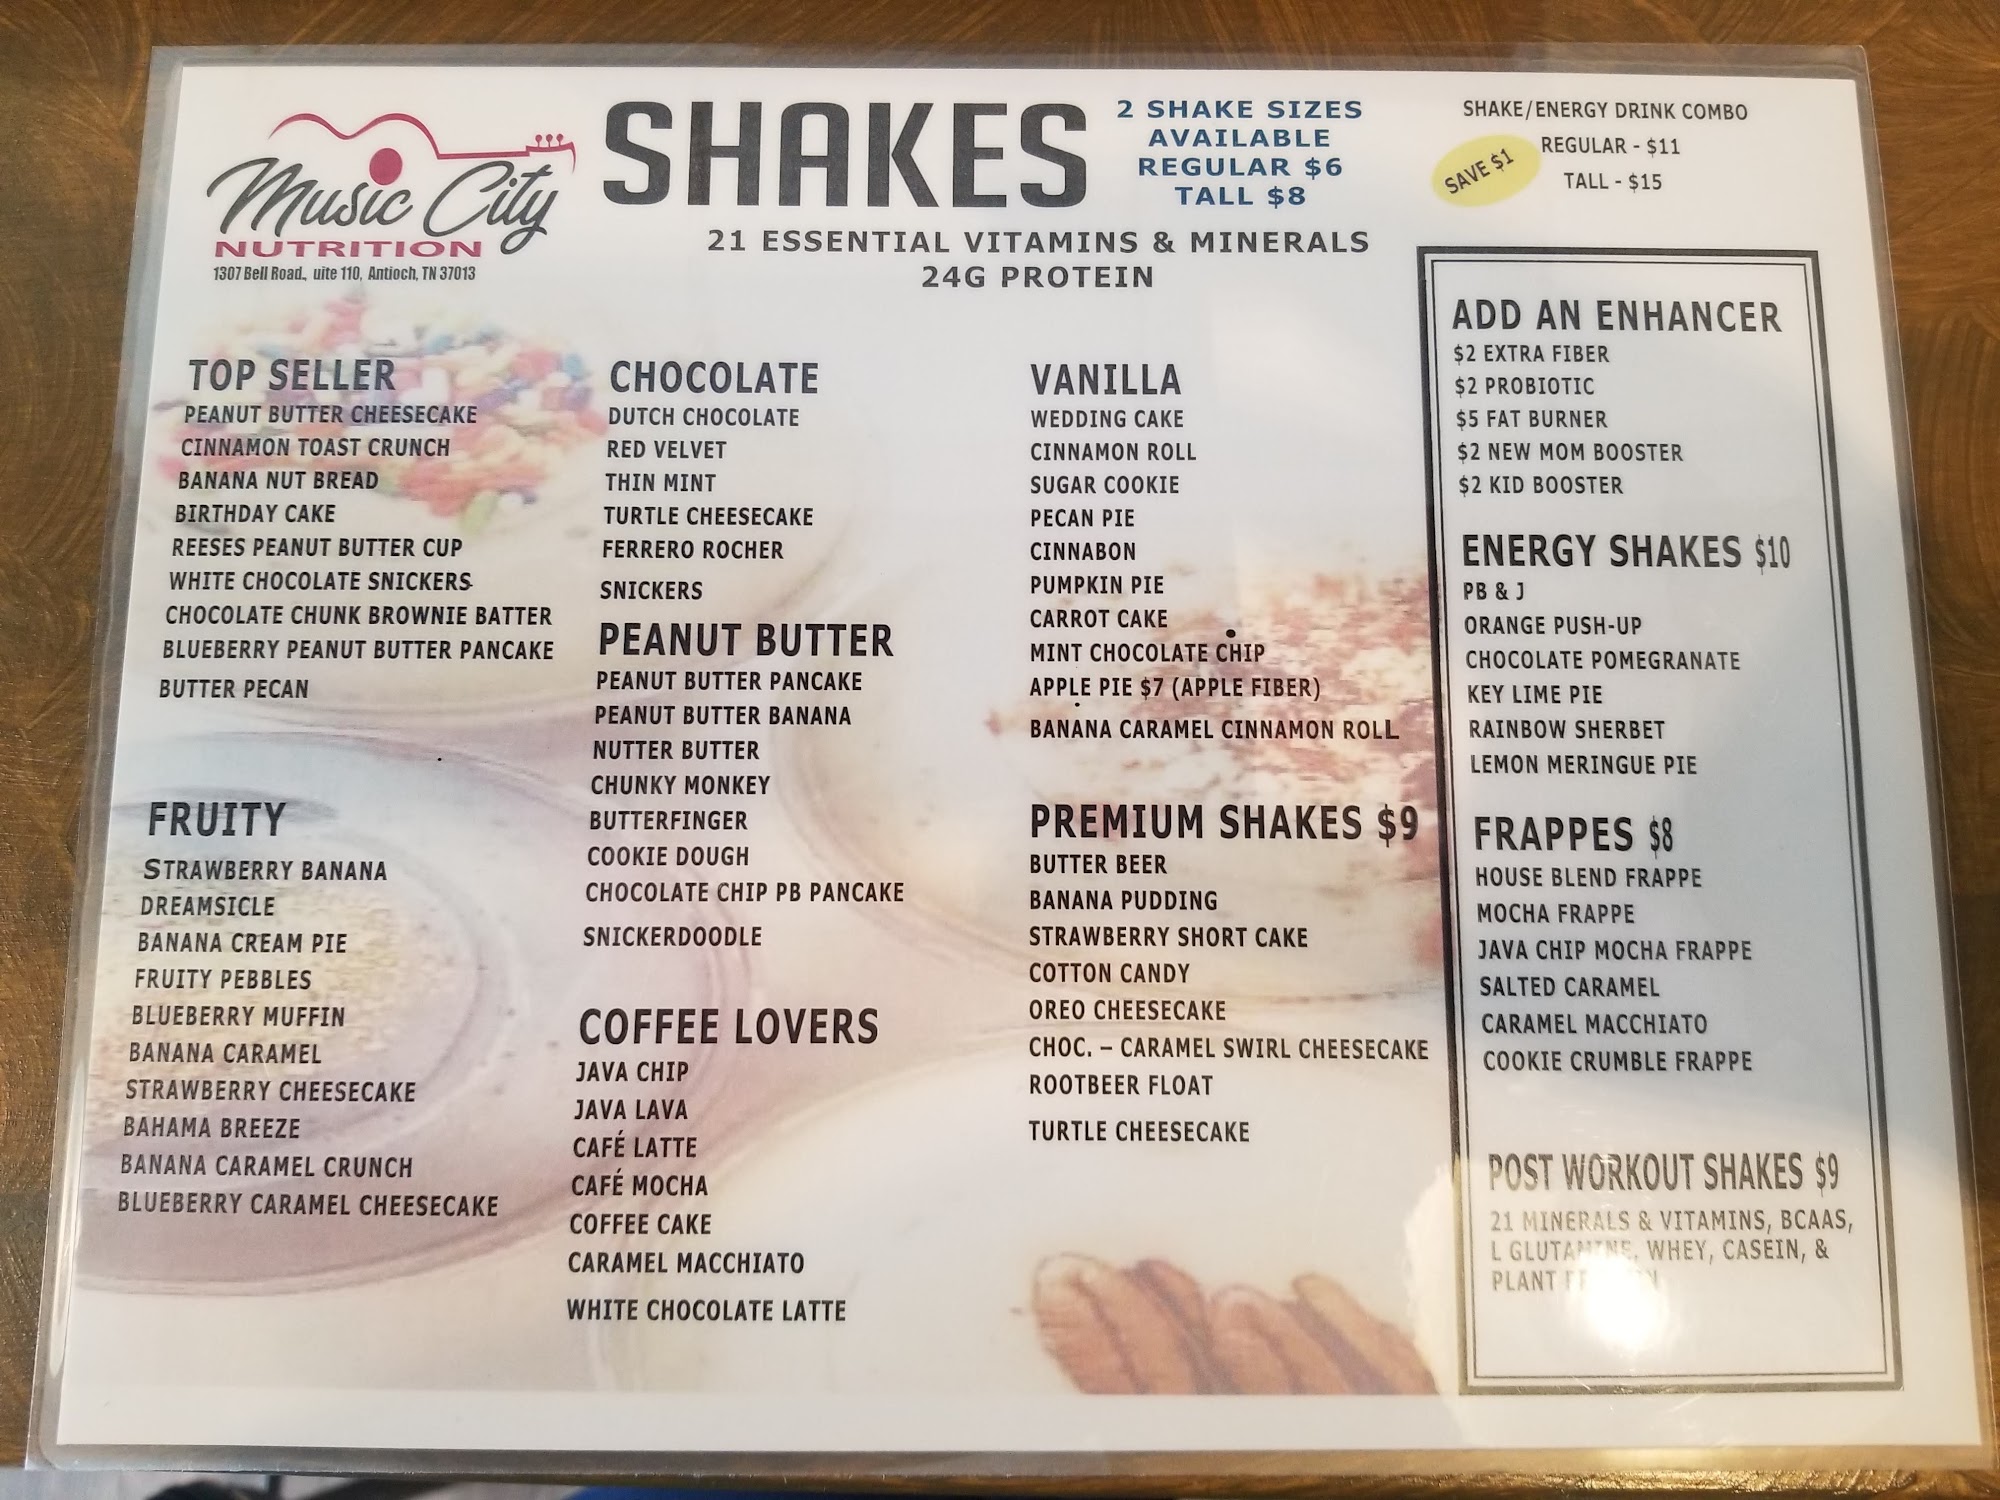 Music City
NUTRITION
1307 Bell Road., uite 110, Antioch, TN 37013
SHAKES
2 SHAKE SIZES
AVAILABLE
REGULAR $6
TALL $8
21 ESSENTIAL VITAMINS & MINERALS
24G PROTEIN
SHAKE/ENERGY DRINK COMBO
SAVE $1
REGULAR - $11
TALL - $15
TOP SELLER
PEANUT BUTTER CHEESECAKE
CINNAMON TOAST CRUNCH
BANANA NUT BREAD
BIRTHDAY CAKE
REESES PEANUT BUTTER CUP
WHITE CHOCOLATE SNICKERS
CHOCOLATE CHUNK BROWNIE BATTER
BLUEBERRY PEANUT BUTTER PANCAKE
BUTTER PECAN
FRUITY
STRAWBERRY BANANA
DREAMSICLE
BANANA CREAM PIE
FRUITY PEBBLES
BLUEBERRY MUFFIN
BANANA CARAMEL
STRAWBERRY CHEESECAKE
BAHAMA BREEZE
BANANA CARAMEL CRUNCH
BLUEBERRY CARAMEL CHEESECAKE
CHOCOLATE
DUTCH CHOCOLATE
RED VELVET
THIN MINT
TURTLE CHEESECAKE
FERRERO ROCHER
SNICKERS
PEANUT BUTTER
PEANUT BUTTER PANCAKE
PEANUT BUTTER BANANA
NUTTER BUTTER
CHUNKY MONKEY
BUTTERFINGER
COOKIE DOUGH
CHOCOLATE CHIP PB PANCAKE
SNICKERDOODLE
COFFEE LOVERS
JAVA CHIP
JAVA LAVA
CAFÉ LATTE
CAFÉ MOCHA
COFFEE CAKE
CARAMEL MACCHIATO
WHITE CHOCOLATE LATTE
VANILLA
WEDDING CAKE
CINNAMON ROLL
SUGAR COOKIE
PECAN PIE
CINNABON
PUMPKIN PIE
CARROT CAKE
MINT CHOCOLATE CHIP
APPLE PIE $7 (APPLE FIBER)
BANANA CARAMEL CINNAMON ROLL
PREMIUM SHAKES $9
BUTTER BEER
BANANA PUDDING
STRAWBERRY SHORT CAKE
COTTON CANDY
OREO CHEESECAKE
CHOC. – CARAMEL SWIRL CHEESECAKE
ROOTBEER FLOAT
TURTLE CHEESECAKE
ADD AN ENHANCER
$2 EXTRA FIBER
$2 PROBIOTIC
$5 FAT BURNER
$2 NEW MOM BOOSTER
$2 KID BOOSTER
ENERGY SHAKES $10
PB & J
ORANGE PUSH-UP
CHOCOLATE POMEGRANATE
KEY LIME PIE
RAINBOW SHERBET
LEMON MERINGUE PIE
FRAPPES $8
HOUSE BLEND FRAPPE
MOCHA FRAPPE
JAVA CHIP MOCHA FRAPPE
SALTED CARAMEL
CARAMEL MACCHIATO
COOKIE CRUMBLE FRAPPE
POST WORKOUT SHAKES $9
21 MINERALS & VITAMINS, BCAAS,
L GLUTAMINE, WHEY, CASEIN, &
PLANT